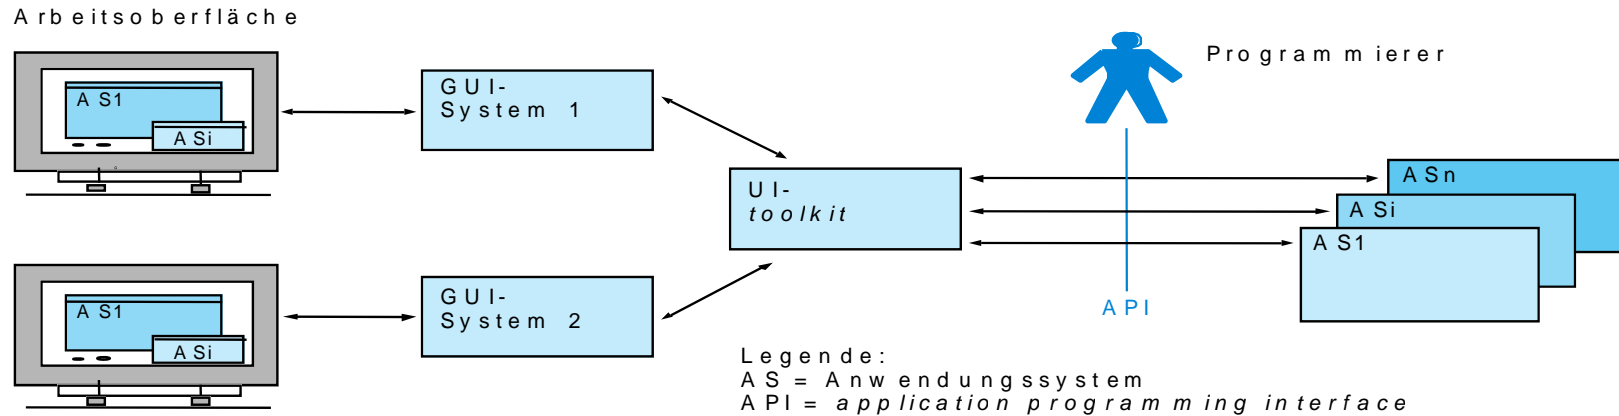 Arbeitsoberfläche
AS1
ASi
GUI-
System 1
Programmierer
UI-
toolkit
ASn
ASi
AS1
AS1
ASi
GUI-
System 2
API
Legende:
AS = Anwendungssystem
API = application programming interface